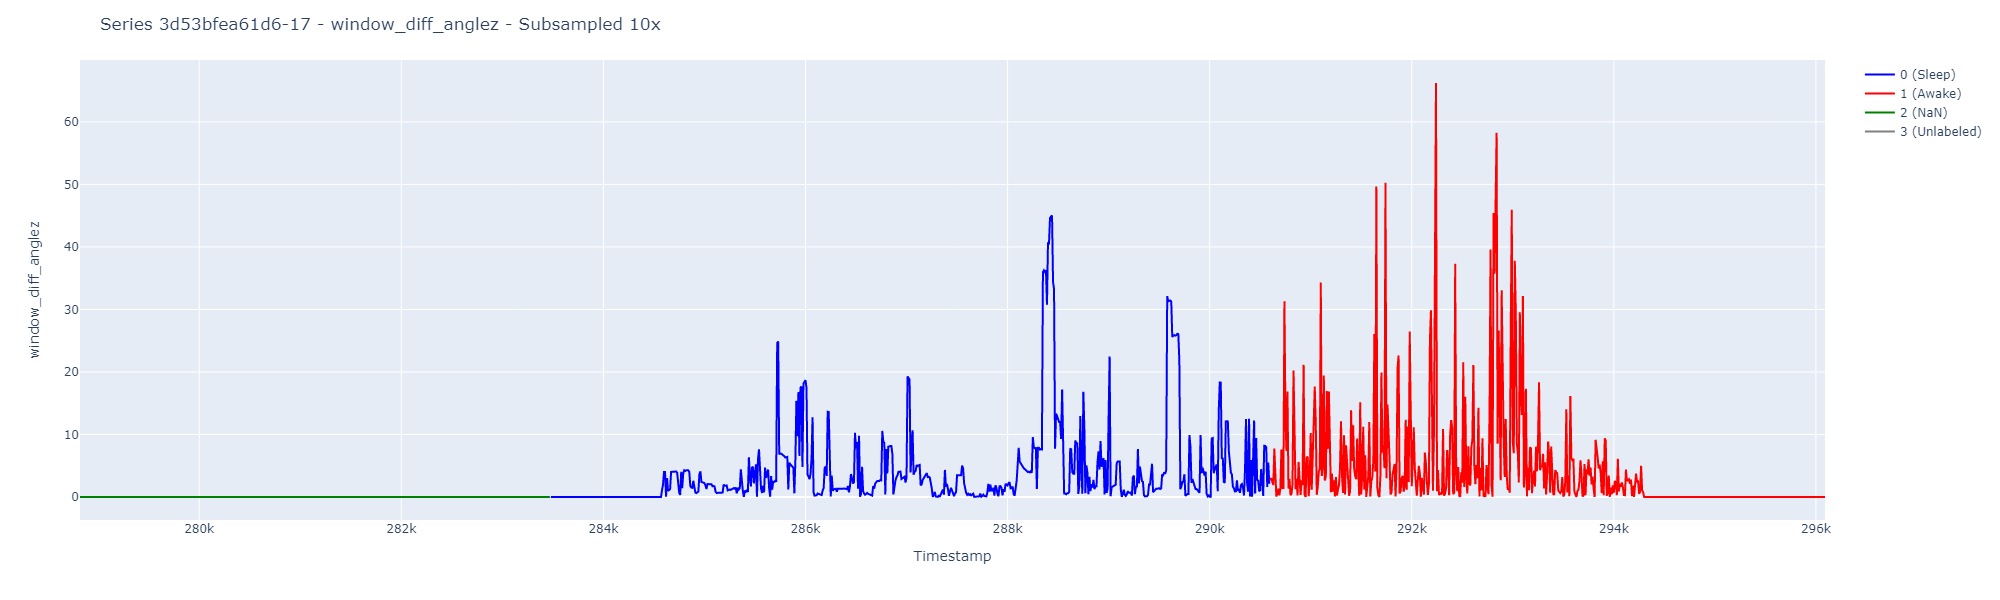 Series 3d53bfea61d6-17 - window_diff_anglez - Subsampled 10x
0 (Sleep)
1 (Awake)
2 (NaN)
3 (Unlabeled)
window_diff_anglez
60
50
40
30
20
10
0
280k
282k
284k
286k
288k
290k
292k
294k
296k
Timestamp